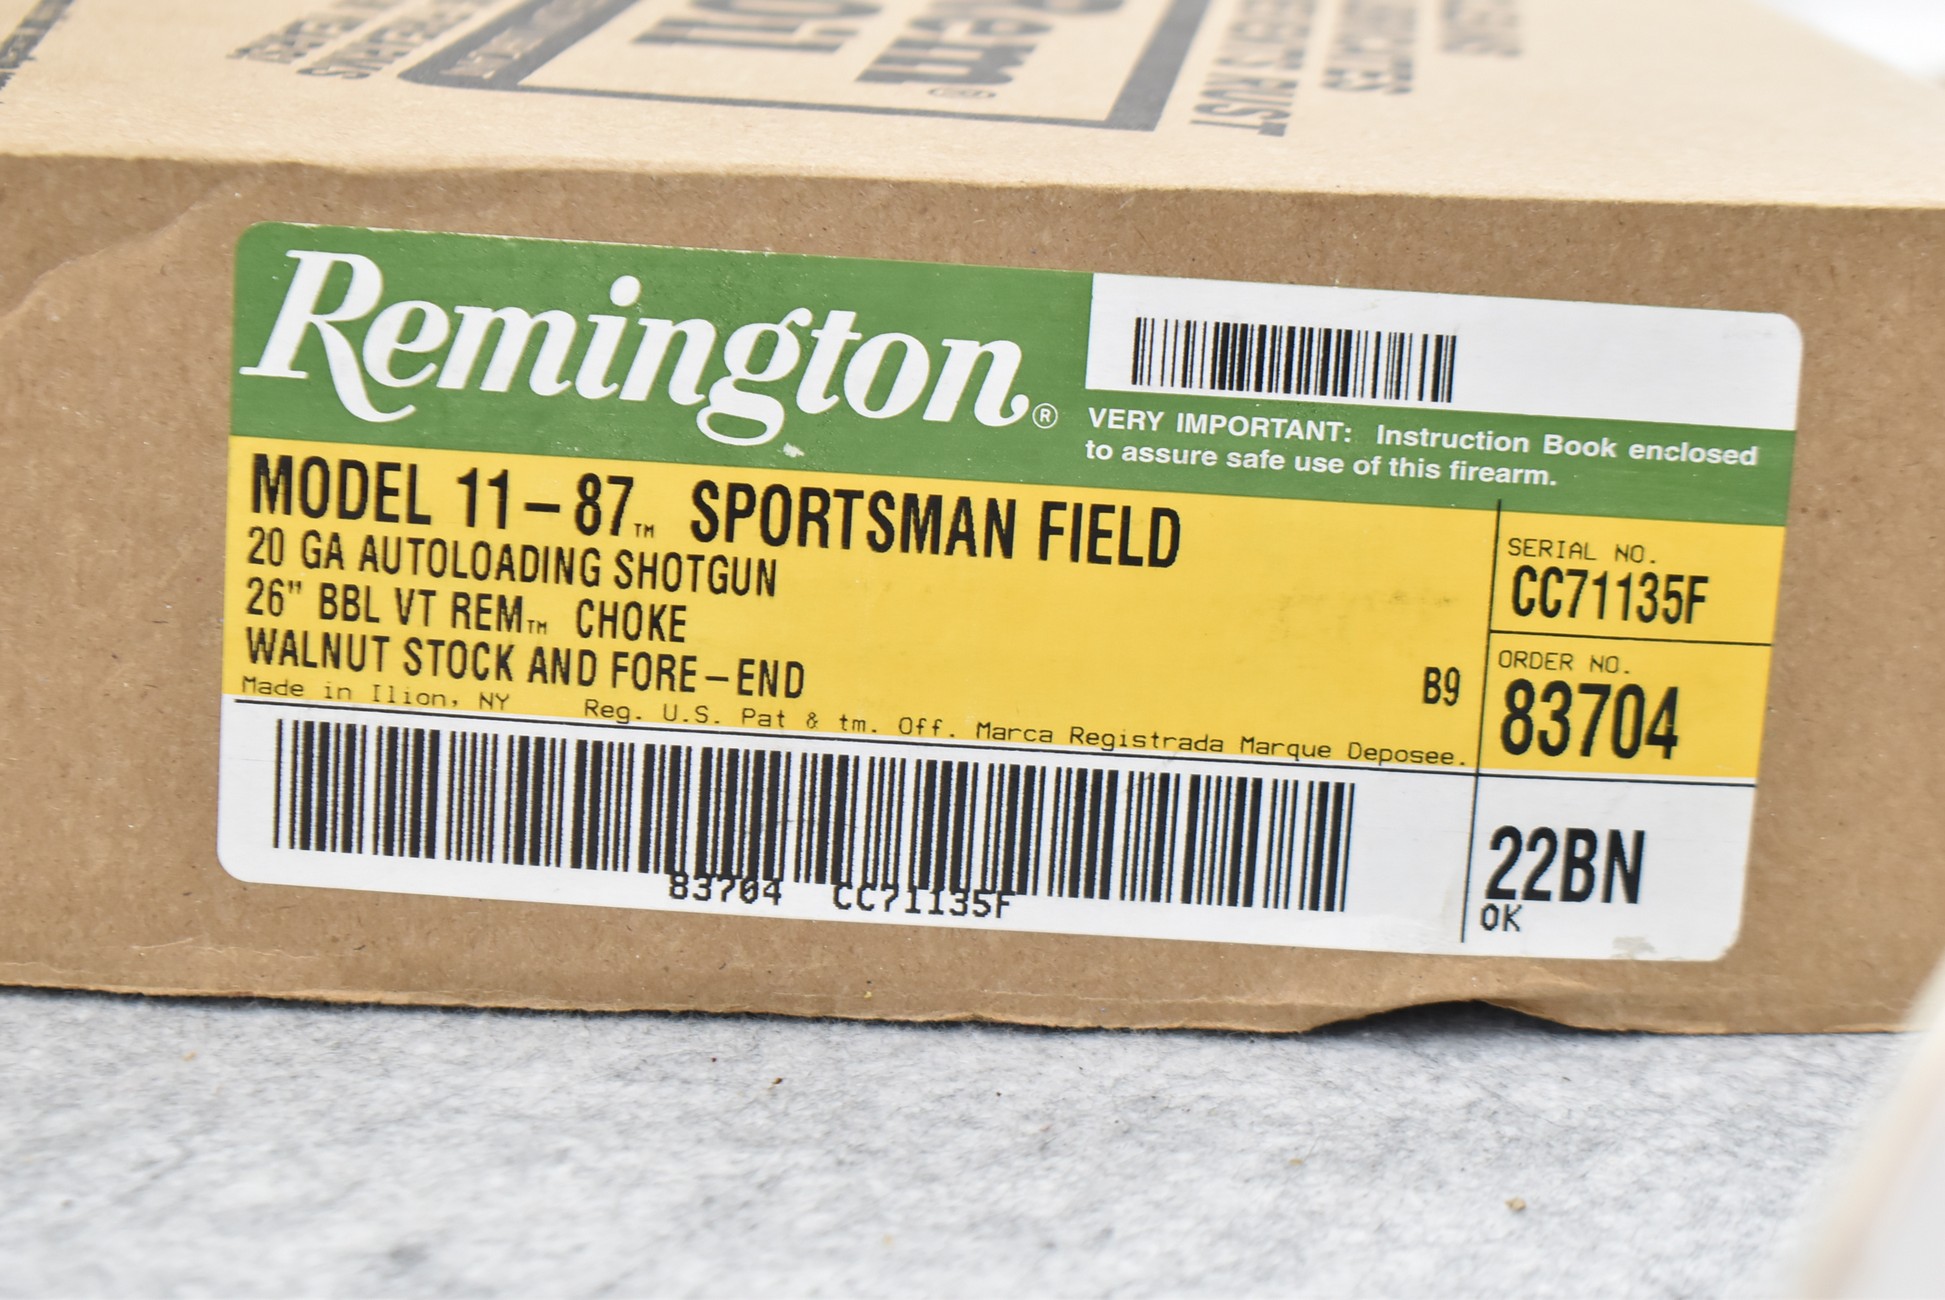 Remington®
VERY IMPORTANT: Instruction Book enclosed
to assure safe use of this firearm.
MODEL 11-87™ SPORTSMAN FIELD
20 GA AUTOLOADING SHOTGUN
26" BBL VT REM™ CHOKE
WALNUT STOCK AND FORE-END
B9
Made in Ilion, NY Reg. U.S. Pat & tm. Off. Marca Registrada Marque Deposee.
SERIAL NO.
CC71135F
ORDER NO.
83704
83704 CC71135F
22BN
OK